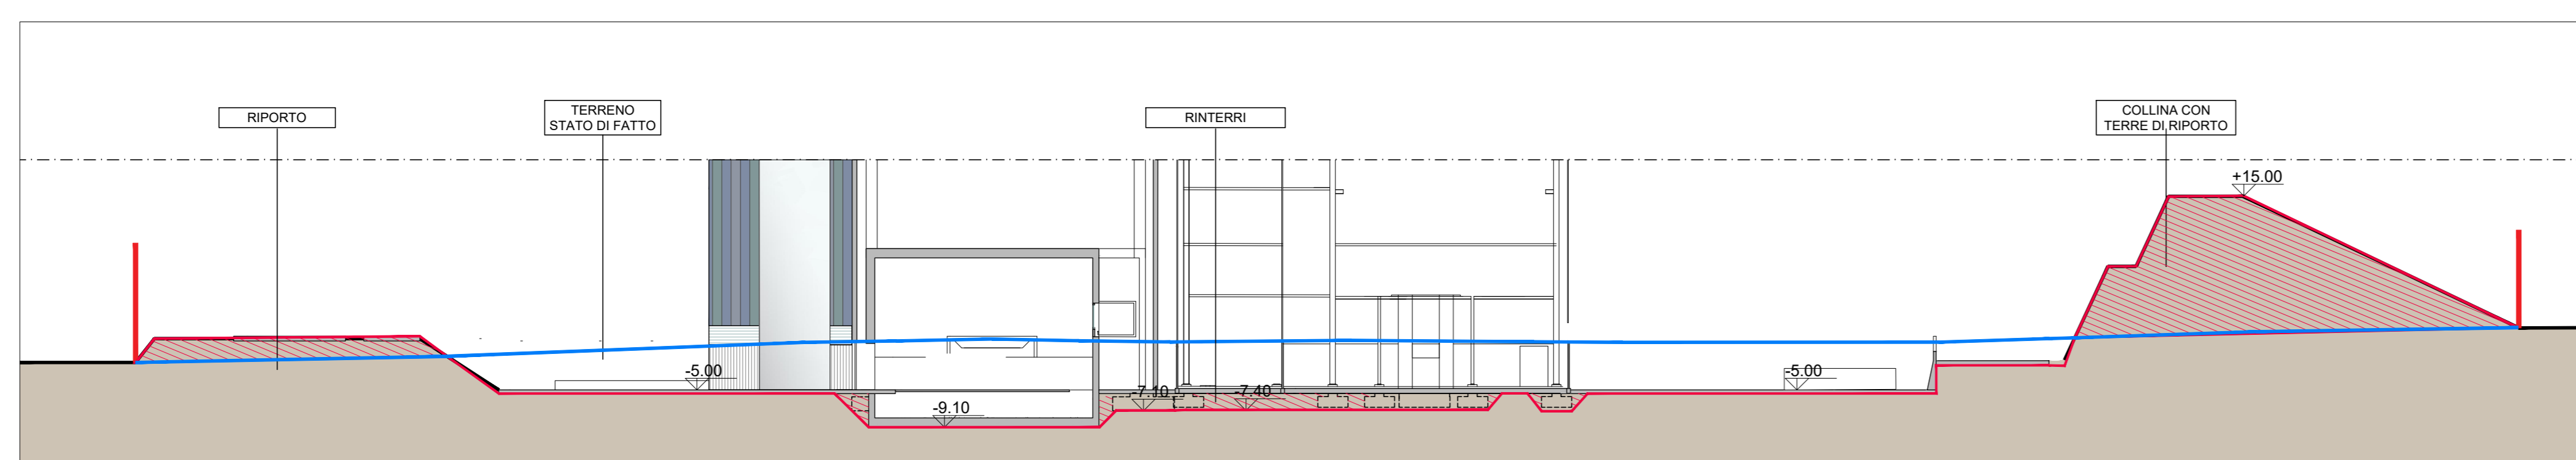 RIPORTO
TERRENO
STATO DI FATTO
RINTERRI
COLLINA CON
TERRE DI RIPORTO
+15.00
-5.00
-9.10
-7.10
-7.40
-5.00